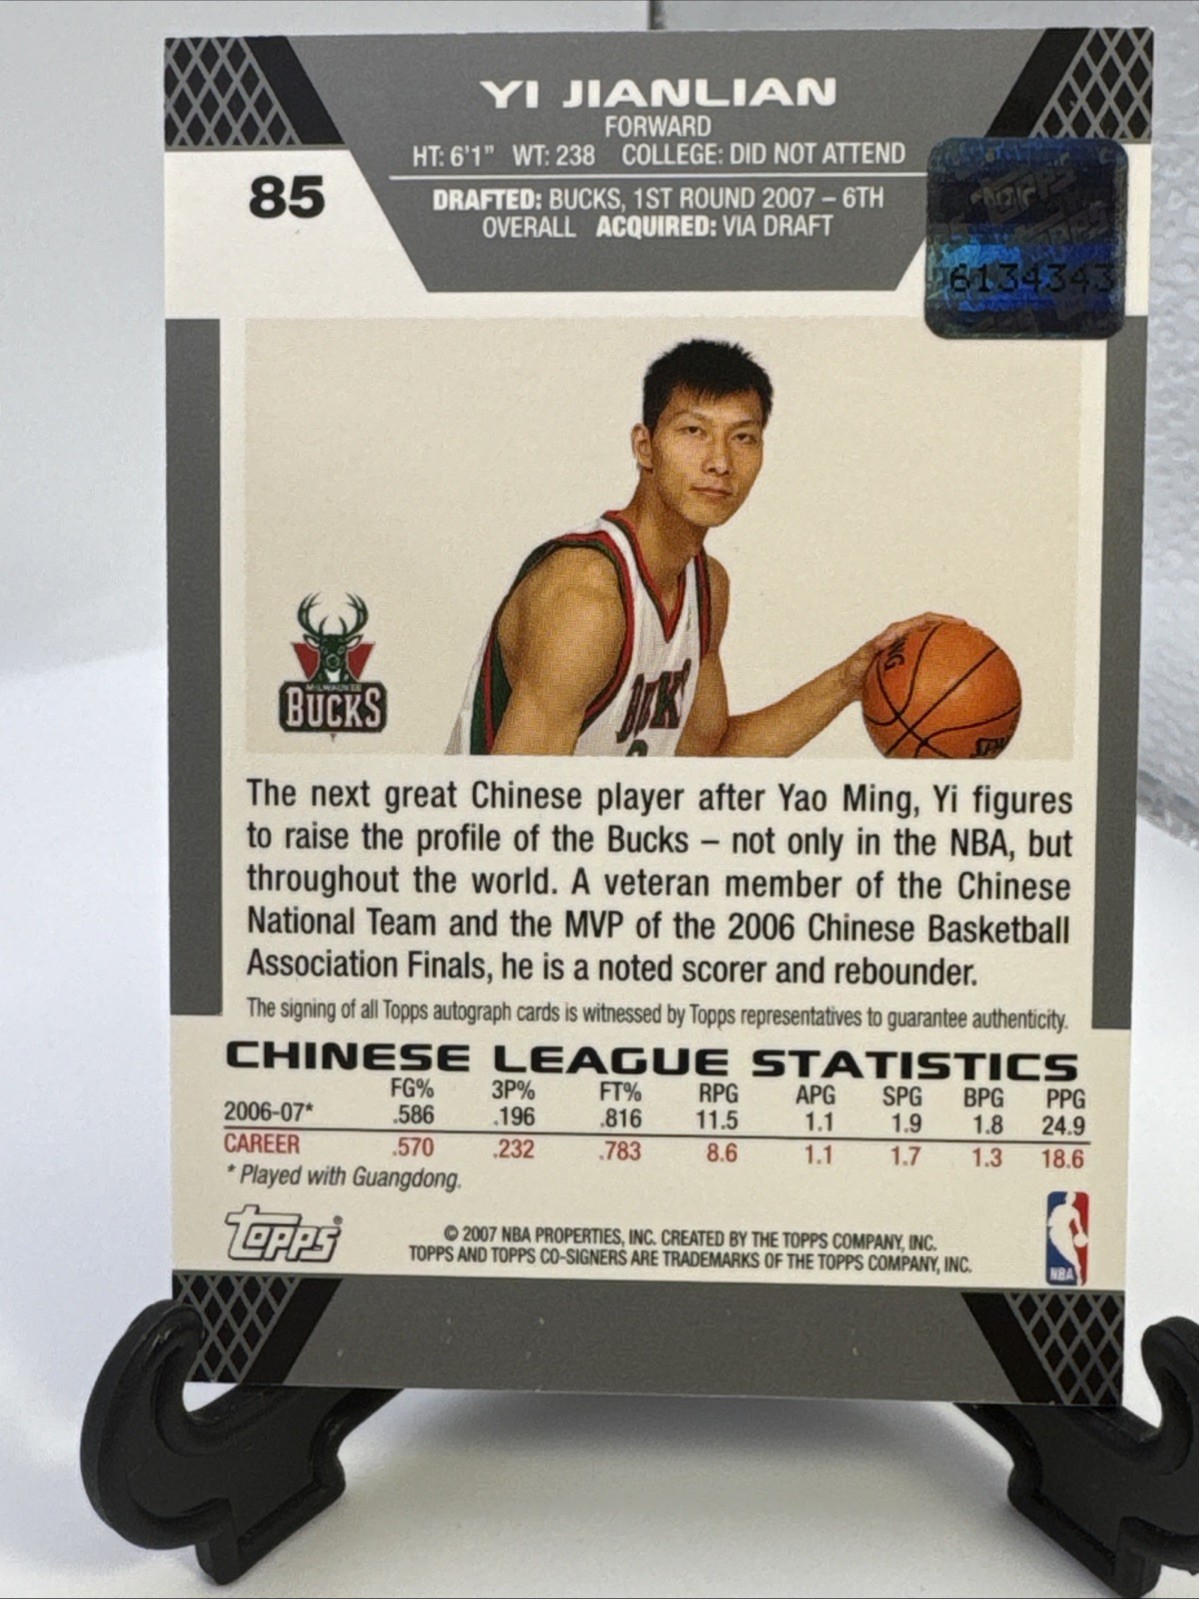 YI JIANLIAN
FORWARD
HT: 6'1" WT: 238 COLLEGE: DID NOT ATTEND
85
DRAFTED: BUCKS, 1ST ROUND 2007 – 6TH
OVERALL ACQUIRED: VIA DRAFT
6134343
BUCKS
MILWAUKEE
BUCKS
The next great Chinese player after Yao Ming, Yi figures
to raise the profile of the Bucks – not only in the NBA, but
throughout the world. A veteran member of the Chinese
National Team and the MVP of the 2006 Chinese Basketball
Association Finals, he is a noted scorer and rebounder.
The signing of all Topps autograph cards is witnessed by Topps representatives to guarantee authenticity.
CHINESE LEAGUE STATISTICS
FG% 3P% FT% RPG APG SPG BPG PPG
2006-07* .586 .196 .816 11.5 1.1 1.9 1.8 24.9
CAREER .570 .232 .783 8.6 1.1 1.7 1.3 18.6
* Played with Guangdong.
Topps®
© 2007 NBA PROPERTIES, INC. CREATED BY THE TOPPS COMPANY, INC.
TOPPS AND TOPPS CO-SIGNERS ARE TRADEMARKS OF THE TOPPS COMPANY, INC.
NBA